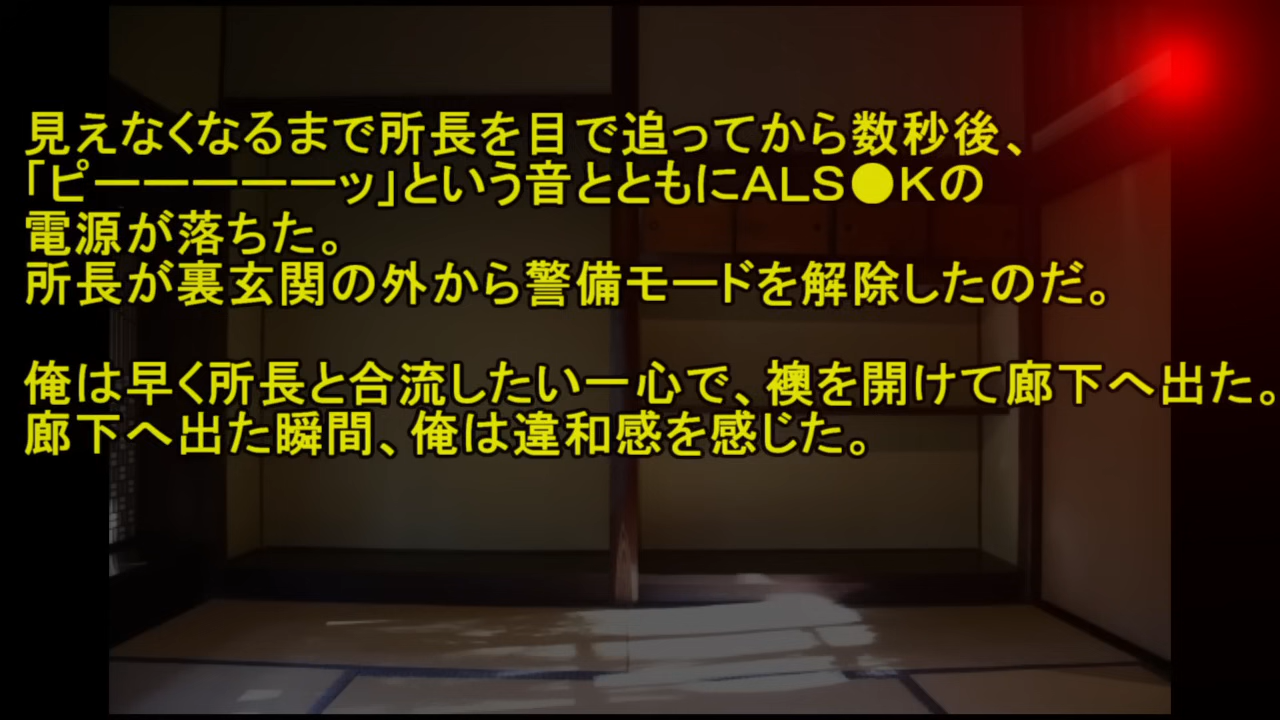 見えなくなるまで所長を目で追ってから数秒後、
「ピーーーーーッ」という音とともにＡＬＳ●Ｋの
電源が落ちた。
所長が裏玄関の外から警備モードを解除したのだ。
俺は早く所長と合流したい一心で、襖を開けて廊下へ出た。
廊下へ出た瞬間、俺は違和感を感じた。